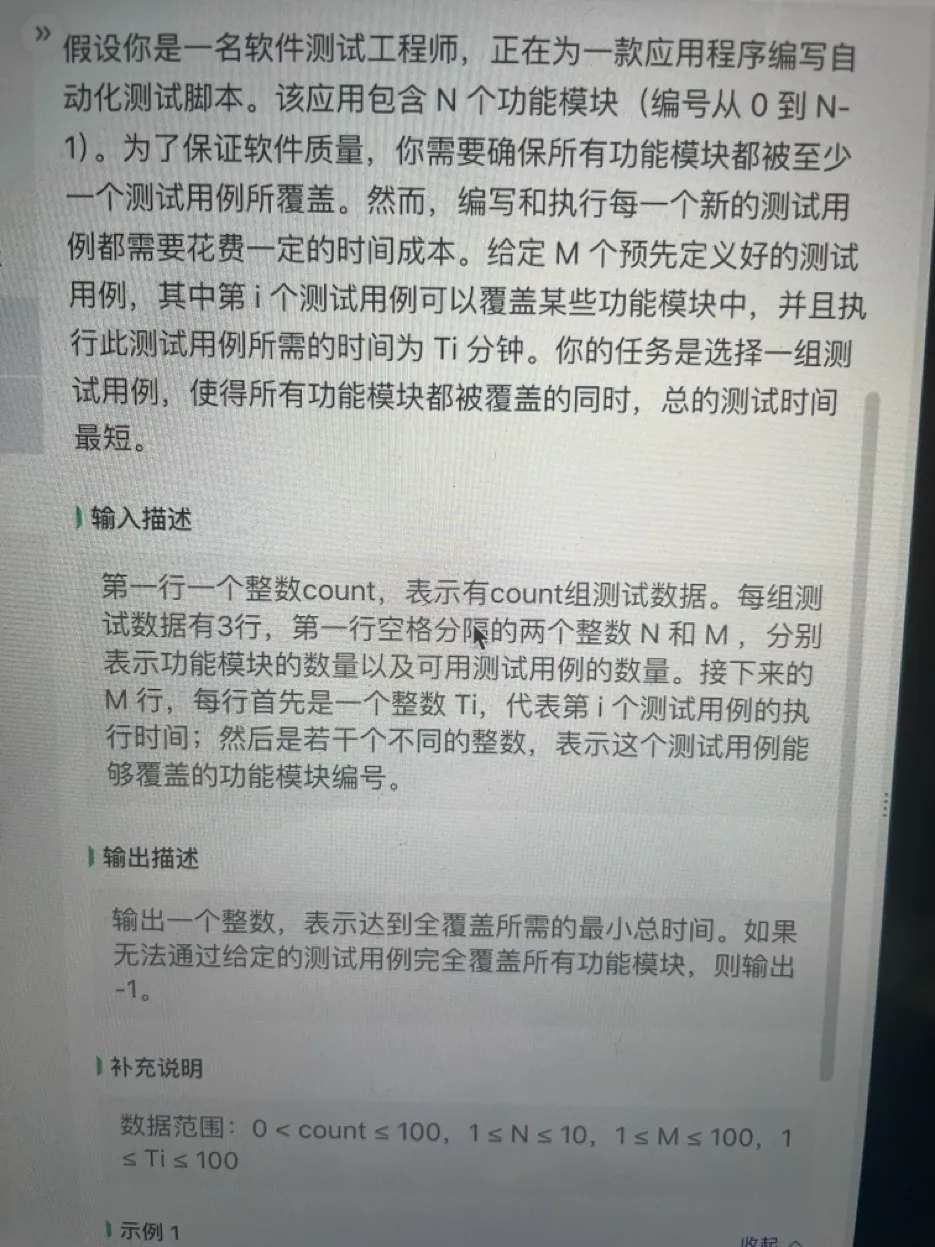 »
假设你是一名软件测试工程师，正在为一款应用程序编写自
动化测试脚本。该应用包含 N 个功能模块（编号从 0 到 N-
1）。为了保证软件质量，你需要确保所有功能模块都被至少
一个测试用例所覆盖。然而，编写和执行每一个新的测试用
例都需要花费一定的时间成本。给定 M 个预先定义好的测试
用例，其中第 i 个测试用例可以覆盖某些功能模块中，并且执
行此测试用例所需的时间为 Ti 分钟。你的任务是选择一组测
试用例，使得所有功能模块都被覆盖的同时，总的测试时间
最短。
输入描述
第一行一个整数count，表示有count组测试数据。每组测
试数据有3行，第一行空格分隔的两个整数 N 和 M ，分别
表示功能模块的数量以及可用测试用例的数量。接下来的
M 行，每行首先是一个整数 Ti，代表第 i 个测试用例的执
行时间；然后是若干个不同的整数，表示这个测试用例能
够覆盖的功能模块编号。
输出描述
输出一个整数，表示达到全覆盖所需的最小总时间。如果
无法通过给定的测试用例完全覆盖所有功能模块，则输出
-1。
补充说明
数据范围：0 < count ≤ 100，1 ≤ N ≤ 10，1 ≤ M ≤ 100，1
≤ Ti ≤ 100
示例 1
收起